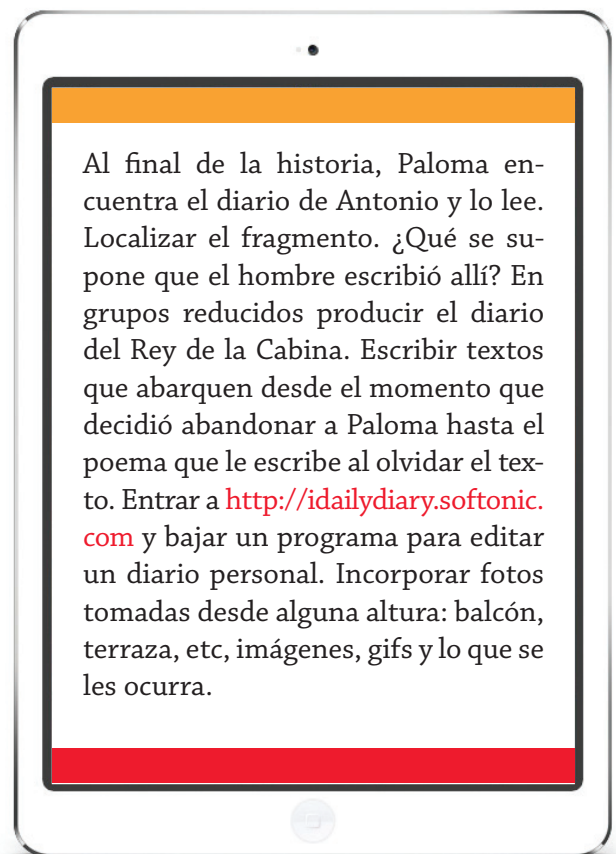 Al final de la historia, Paloma en-
cuentra el diario de Antonio y lo lee.
Localizar el fragmento. ¿Qué se su-
pone que el hombre escribió allí? En
grupos reducidos producir el diario
del Rey de la Cabina. Escribir textos
que abarquen desde el momento que
decidió abandonar a Paloma hasta el
poema que le escribe al olvidar el tex-
to. Entrar a http://idailydiary.softonic.
com y bajar un programa para editar
un diario personal. Incorporar fotos
tomadas desde alguna altura: balcón,
terraza, etc, imágenes, gifs y lo que se
les ocurra.